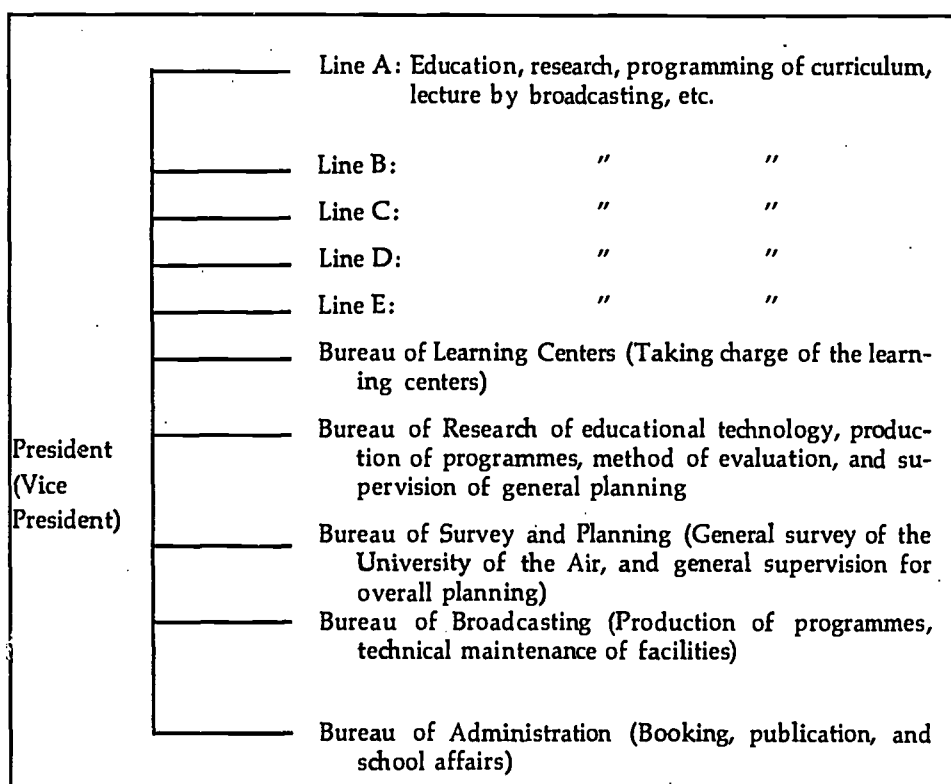 Line A: Education, research, programming of curriculum,
lecture by broadcasting, etc.
Line B: " "
Line C: " "
Line D: " "
Line E: " "
Bureau of Learning Centers (Taking charge of the learn-
ing centers)
President
(Vice
President)
Bureau of Research of educational technology, produc-
tion of programmes, method of evaluation, and su-
pervision of general planning
Bureau of Survey and Planning (General survey of the
University of the Air, and general supervision for
overall planning)
Bureau of Broadcasting (Production of programmes,
technical maintenance of facilities)
Bureau of Administration (Booking, publication, and
school affairs)